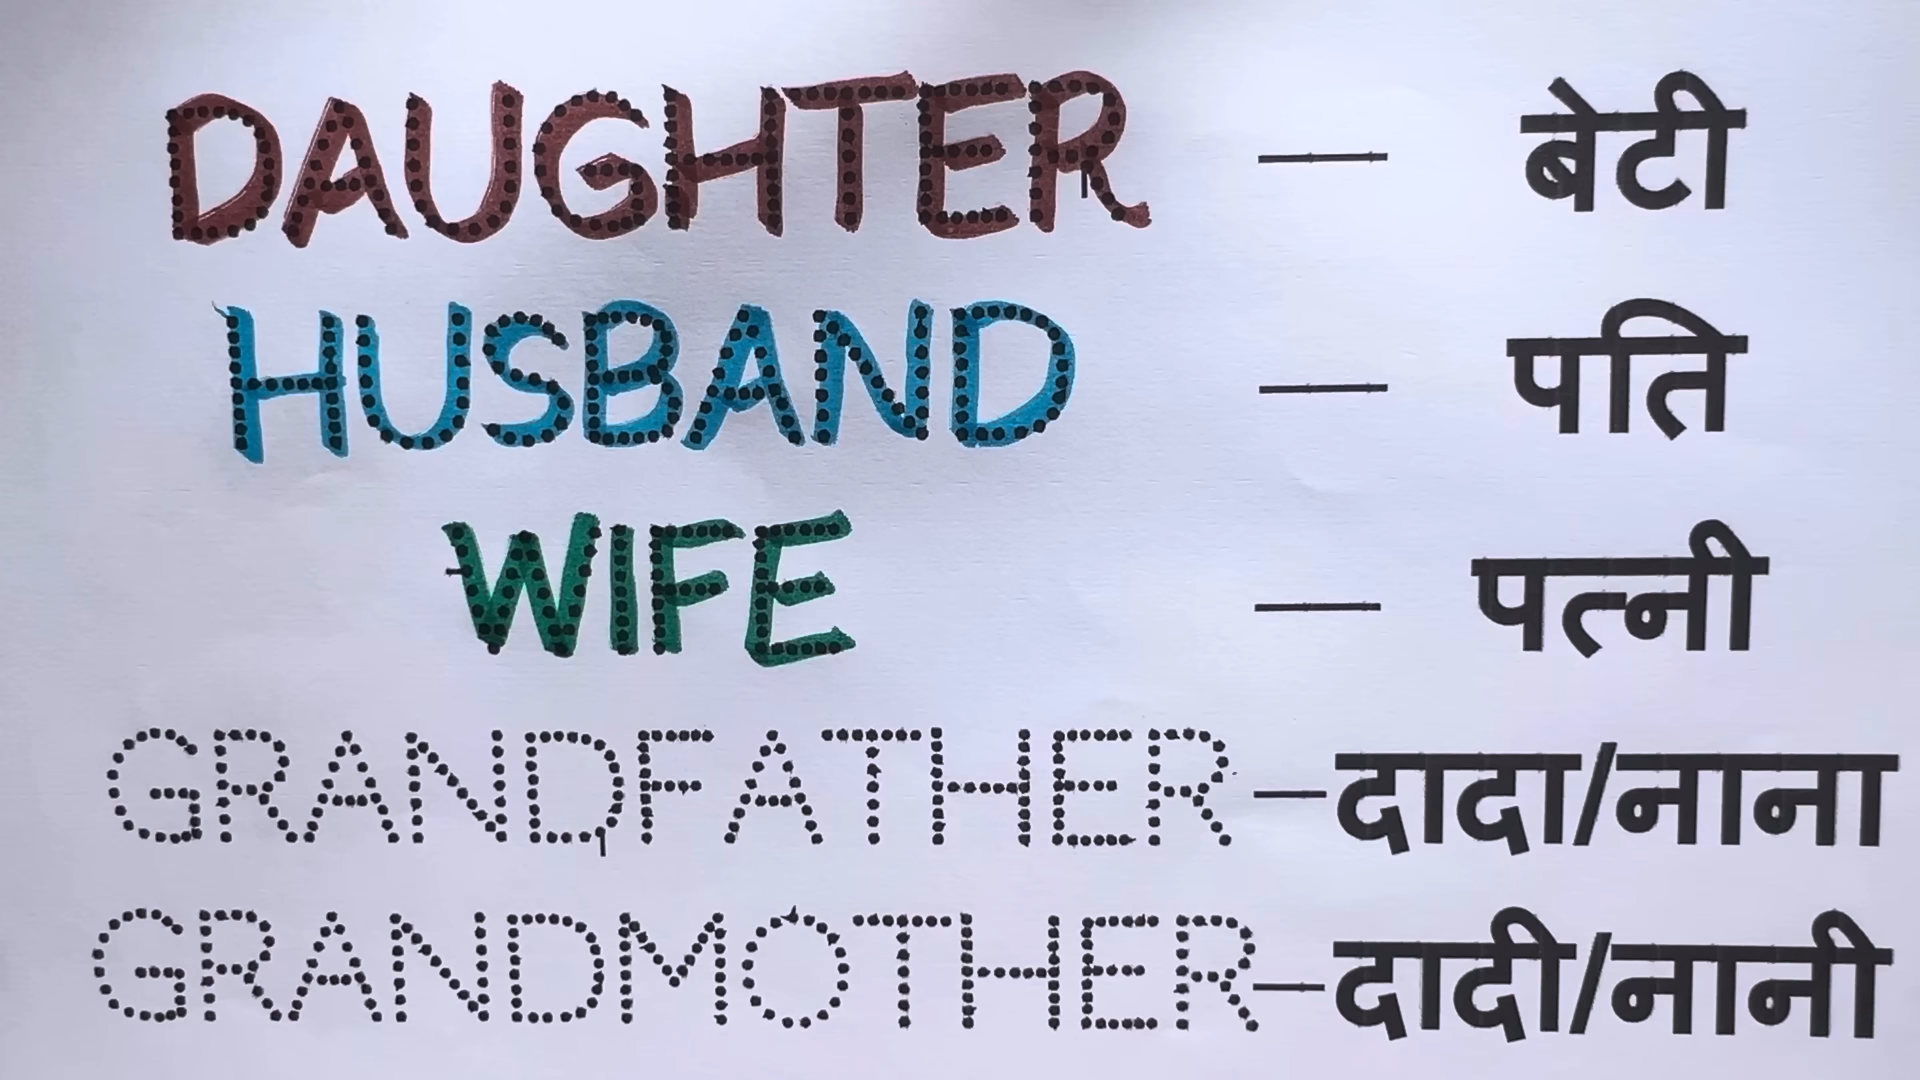 DAUGHTER — बेटी
HUSBAND — पति
WIFE — पत्नी
GRANDFATHER — दादा/नाना
GRANDMOTHER — दादी/नानी